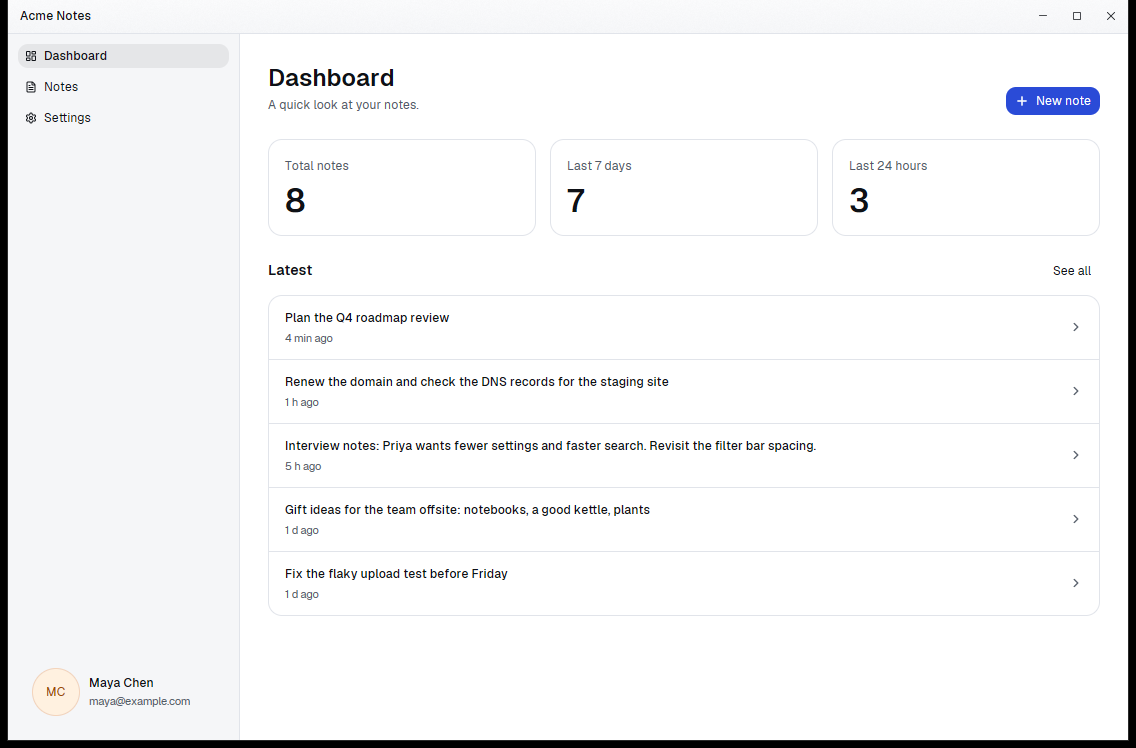 Acme Notes
Dashboard
Notes
Settings
Dashboard
A quick look at your notes.
New note
Total notes
8
Last 7 days
7
Last 24 hours
3
Latest
See all
Plan the Q4 roadmap review
4 min ago
Renew the domain and check the DNS records for the staging site
1 h ago
Interview notes: Priya wants fewer settings and faster search. Revisit the filter bar spacing.
5 h ago
Gift ideas for the team offsite: notebooks, a good kettle, plants
1 d ago
Fix the flaky upload test before Friday
1 d ago
MC
Maya Chen
maya@example.com